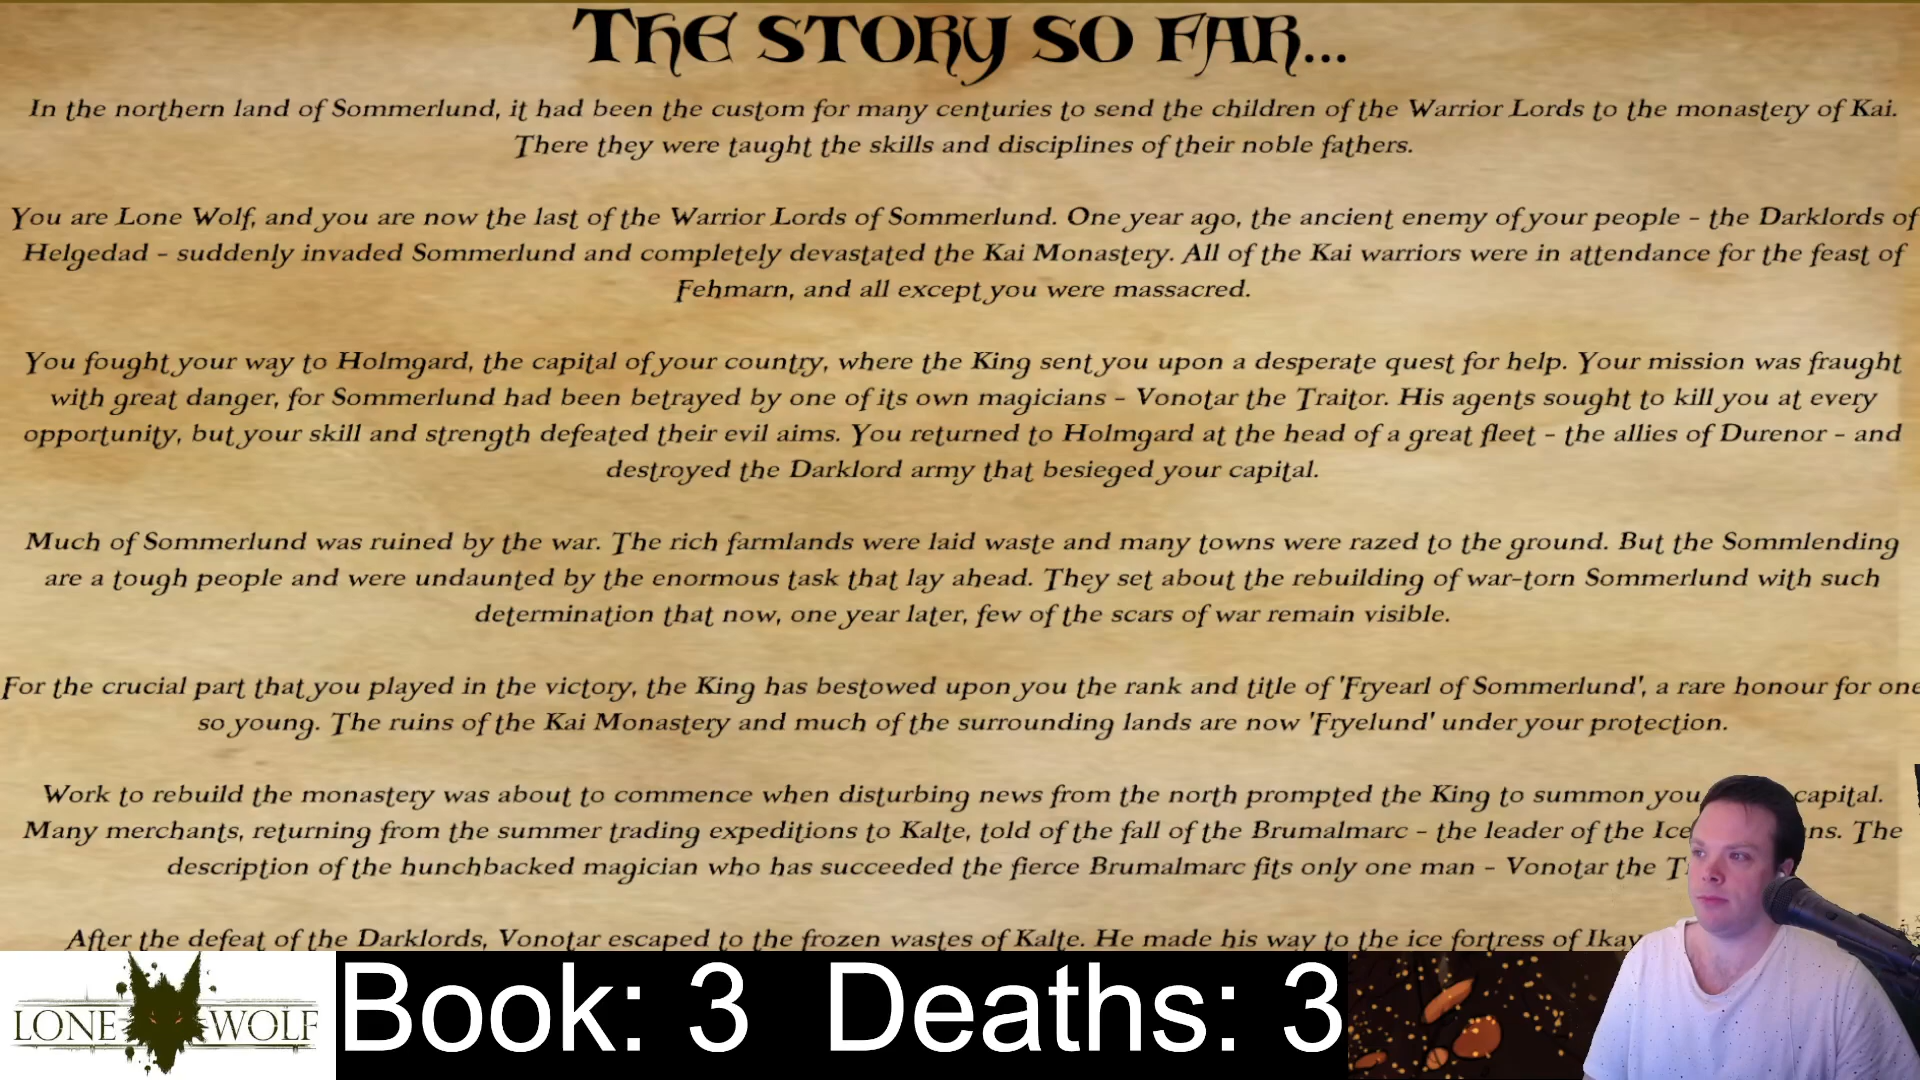 The story so far...
In the northern land of Sommerlund, it had been the custom for many centuries to send the children of the Warrior Lords to the monastery of Kai.
There they were taught the skills and disciplines of their noble fathers.
You are Lone Wolf, and you are now the last of the Warrior Lords of Sommerlund. One year ago, the ancient enemy of your people - the Darklords of
Helgedad - suddenly invaded Sommerlund and completely devastated the Kai Monastery. All of the Kai warriors were in attendance for the feast of
Fehmarn, and all except you were massacred.
You fought your way to Holmgard, the capital of your country, where the King sent you upon a desperate quest for help. Your mission was fraught
with great danger, for Sommerlund had been betrayed by one of its own magicians - Vonotar the Traitor. His agents sought to kill you at every
opportunity, but your skill and strength defeated their evil aims. You returned to Holmgard at the head of a great fleet - the allies of Durenor - and
destroyed the Darklord army that besieged your capital.
Much of Sommerlund was ruined by the war. The rich farmlands were laid waste and many towns were razed to the ground. But the Sommlending
are a tough people and were undaunted by the enormous task that lay ahead. They set about the rebuilding of war-torn Sommerlund with such
determination that now, one year later, few of the scars of war remain visible.
For the crucial part that you played in the victory, the King has bestowed upon you the rank and title of 'Fryearl of Sommerlund', a rare honour for one
so young. The ruins of the Kai Monastery and much of the surrounding lands are now 'Fryelund' under your protection.
Work to rebuild the monastery was about to commence when disturbing news from the north prompted the King to summon you capital.
Many merchants, returning from the summer trading expeditions to Kalte, told of the fall of the Brumalmarc - the leader of the Ice The
description of the hunchbacked magician who has succeeded the fierce Brumalmarc fits only one man - Vonotar the
After the defeat of the Darklords, Vonotar escaped to the frozen wastes of Kalte. He made his way to the ice fortress of
LONE WOLF
Book: 3 Deaths: 3